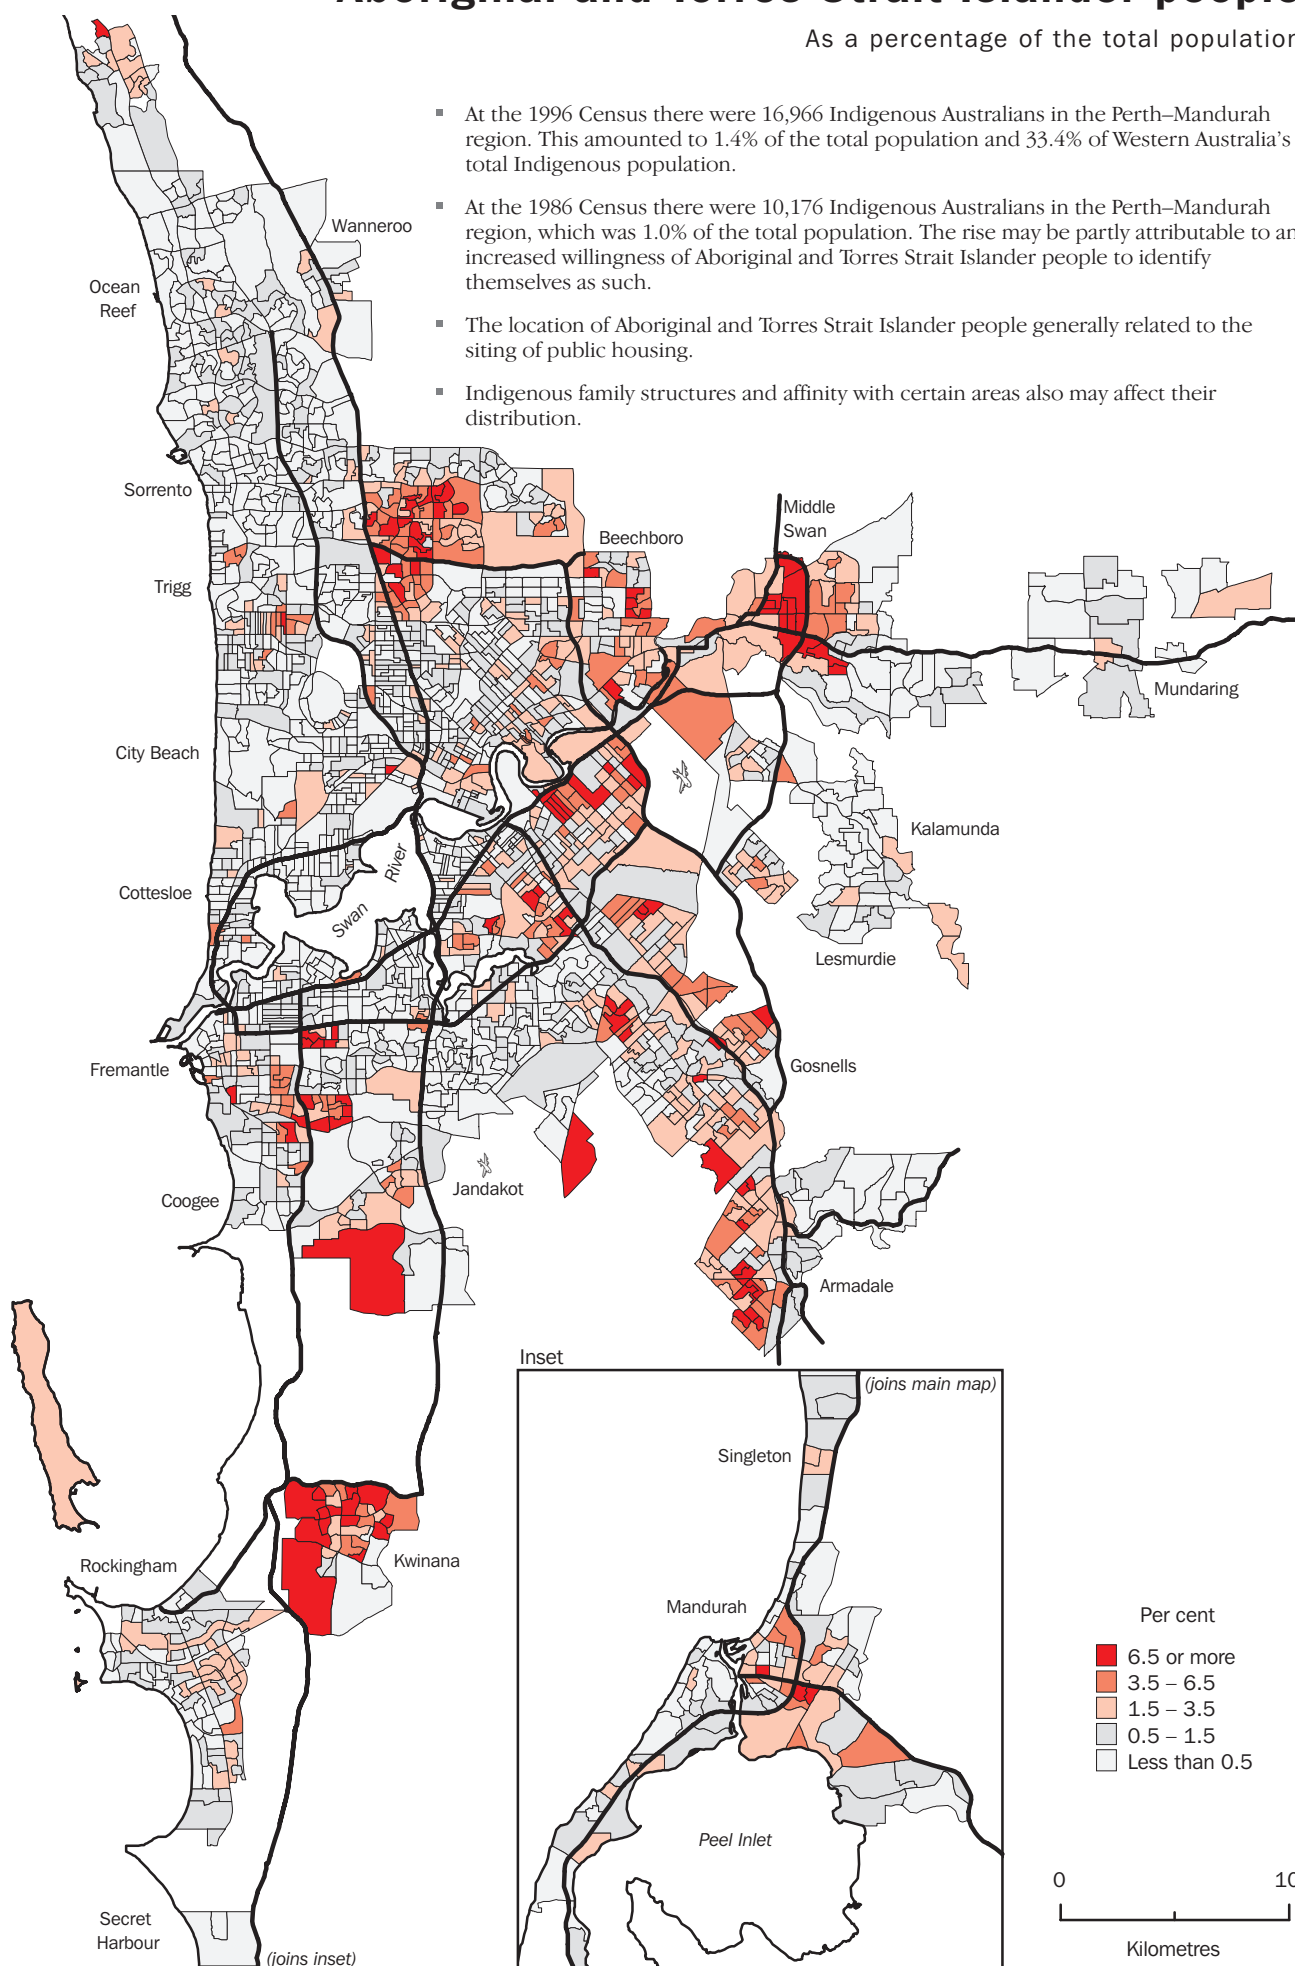 Aboriginal and Torres Strait Islander people
As a percentage of the total population
▪ At the 1996 Census there were 16,966 Indigenous Australians in the Perth–Mandurah
region. This amounted to 1.4% of the total population and 33.4% of Western Australia's
total Indigenous population.
▪ At the 1986 Census there were 10,176 Indigenous Australians in the Perth–Mandurah
region, which was 1.0% of the total population. The rise may be partly attributable to an
increased willingness of Aboriginal and Torres Strait Islander people to identify
themselves as such.
▪ The location of Aboriginal and Torres Strait Islander people generally related to the
siting of public housing.
▪ Indigenous family structures and affinity with certain areas also may affect their
distribution.
Wanneroo
Ocean
Reef
Sorrento
Middle
Swan
Beechboro
Trigg
Mundaring
City Beach
Kalamunda
River
Swan
Cottesloe
Lesmurdie
Fremantle
Gosnells
Jandakot
Coogee
Armadale
Inset
(joins main map)
Singleton
Rockingham
Kwinana
Mandurah
Peel Inlet
Secret
Harbour
(joins inset)
Per cent
6.5 or more
3.5 – 6.5
1.5 – 3.5
0.5 – 1.5
Less than 0.5
0 10
Kilometres